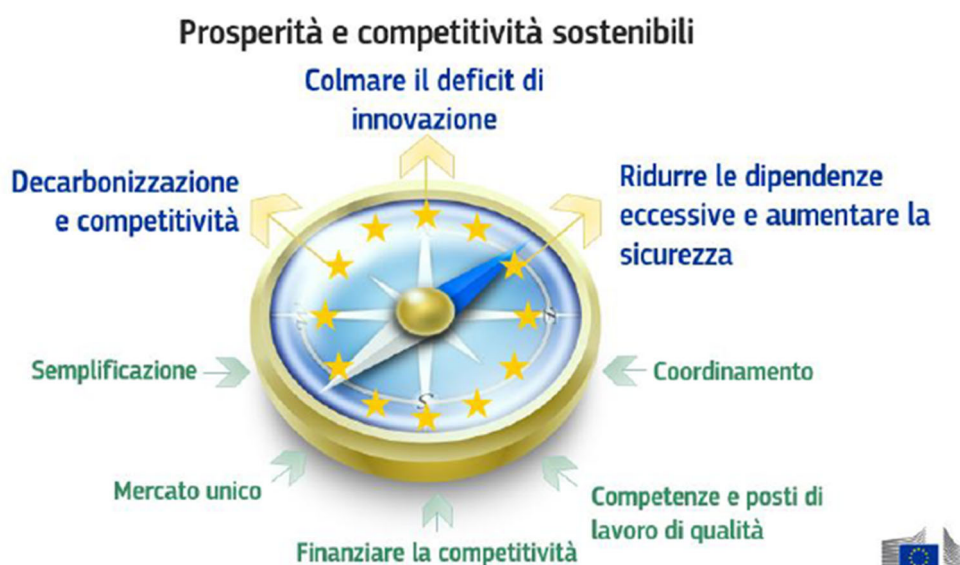 Prosperità e competitività sostenibili
Colmare il deficit di
innovazione
Decarbonizzazione
e competitività
Ridurre le dipendenze
eccessive e aumentare la
sicurezza
Semplificazione
Coordinamento
Mercato unico
Competenze e posti di
lavoro di qualità
Finanziare la competitività
S